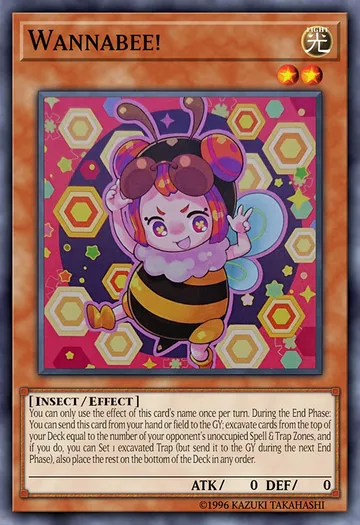 WANNABEE!
LIGHT
光
[ INSECT / EFFECT ]
You can only use the effect of this card's name once per turn. During the End Phase:
You can send this card from your hand or field to the GY; excavate cards from the top of
your Deck equal to the number of your opponent's unoccupied Spell & Trap Zones, and
if you do, you can Set 1 excavated Trap (but send it to the GY during the next End
Phase), also place the rest on the bottom of the Deck in any order.
ATK / 0 DEF / 0
©1996 KAZUKI TAKAHASHI